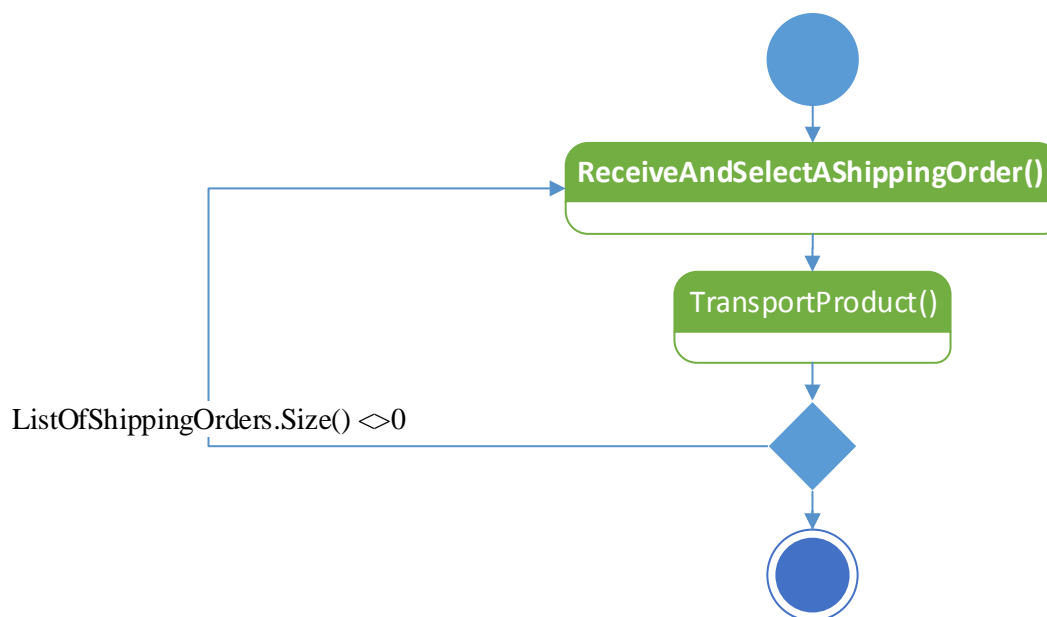 ReceiveAndSelectAShippingOrder()
TransportProduct()
ListOfShippingOrders.Size() <>0